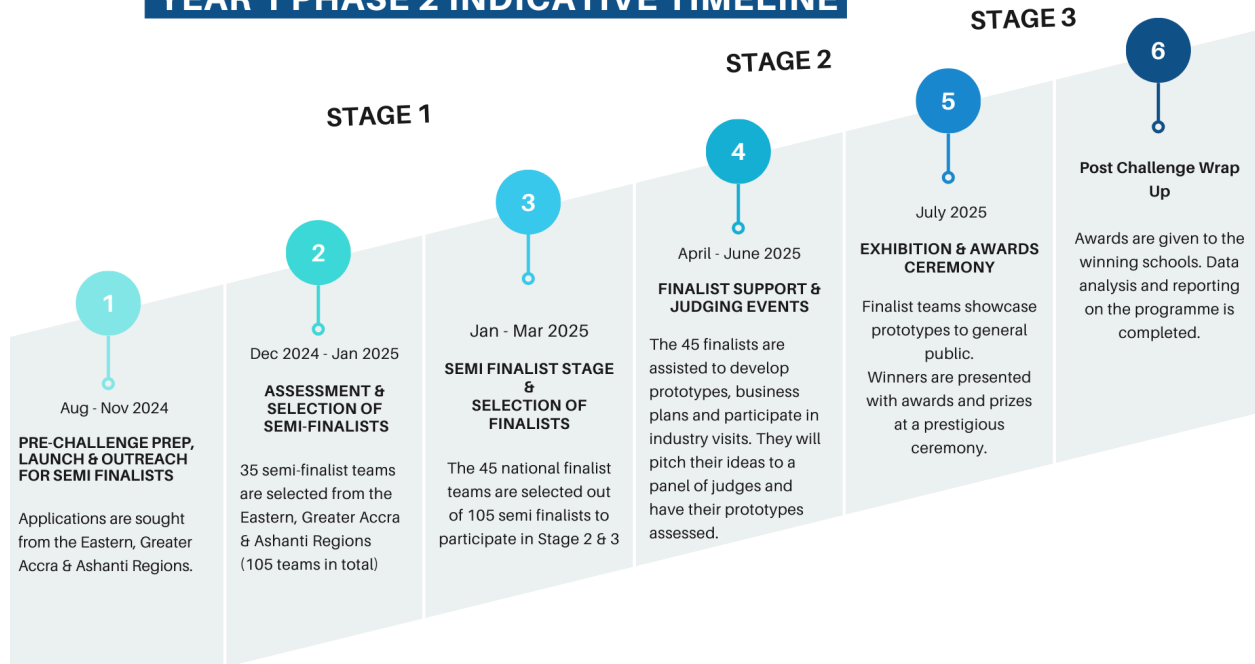 YEAR 1 PHASE 2 INDICATIVE TIMELINE
STAGE 1
STAGE 2
STAGE 3
1
Aug - Nov 2024
PRE-CHALLENGE PREP,
LAUNCH & OUTREACH
FOR SEMI FINALISTS
Applications are sought
from the Eastern, Greater
Accra & Ashanti Regions.
2
Dec 2024 - Jan 2025
ASSESSMENT &
SELECTION OF
SEMI-FINALISTS
35 semi-finalist teams
are selected from the
Eastern, Greater Accra
& Ashanti Regions
(105 teams in total)
3
Jan - Mar 2025
SEMI FINALIST STAGE
&
SELECTION OF
FINALISTS
The 45 national finalist
teams are selected out
of 105 semi finalists to
participate in Stage 2 & 3
4
April - June 2025
FINALIST SUPPORT &
JUDGING EVENTS
The 45 finalists are
assisted to develop
prototypes, business
plans and participate in
industry visits. They will
pitch their ideas to a
panel of judges and
have their prototypes
assessed.
5
July 2025
EXHIBITION & AWARDS
CEREMONY
Finalist teams showcase
prototypes to general
public.
Winners are presented
with awards and prizes
at a prestigious
ceremony.
6
Post Challenge Wrap
Up
Awards are given to the
winning schools. Data
analysis and reporting
on the programme is
completed.